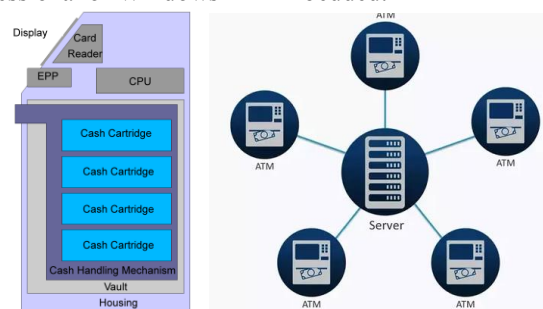 Display
Card
Reader
EPP
CPU
Cash Cartridge
Cash Cartridge
Cash Cartridge
Cash Cartridge
Cash Handling Mechanism
Vault
Housing
ATM
ATM
ATM
Server
ATM
ATM